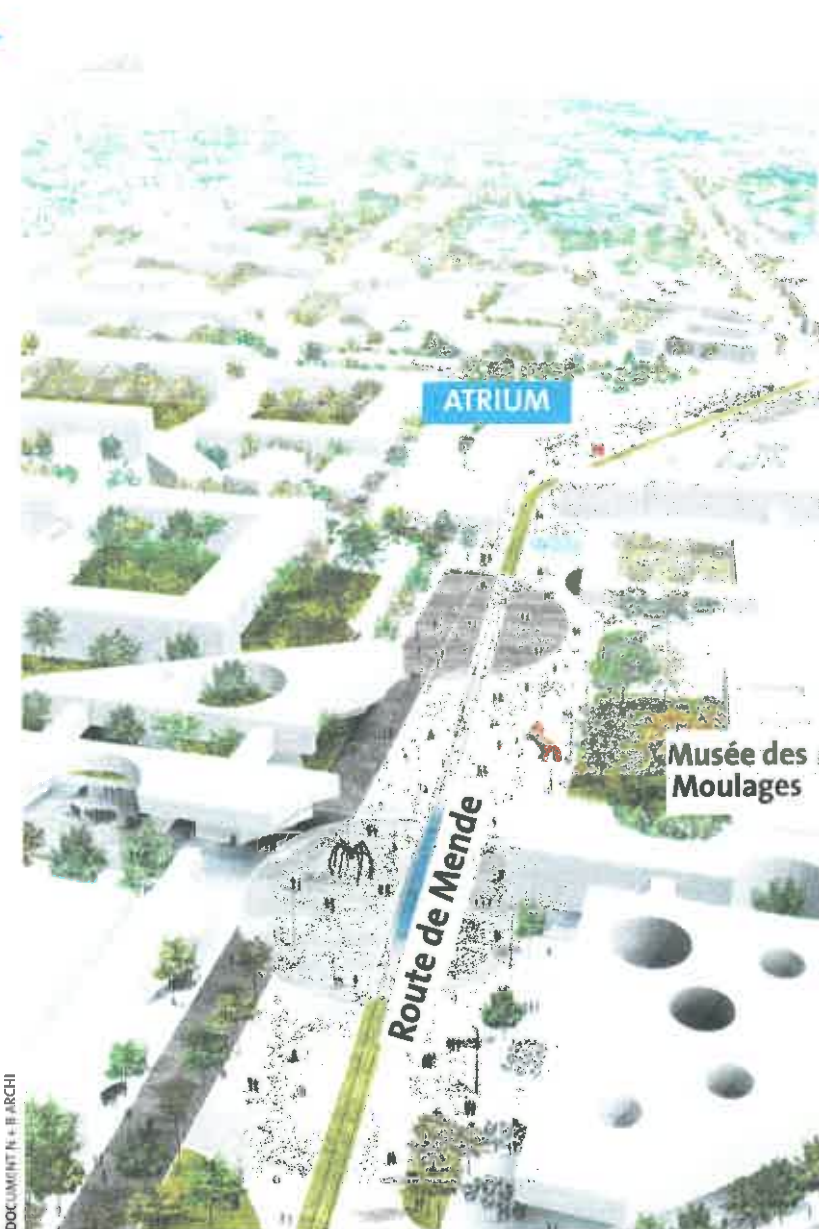 ATRIUM
Musée des
Moulages
Route de Mende
DOCUMENT N + B ARCHI